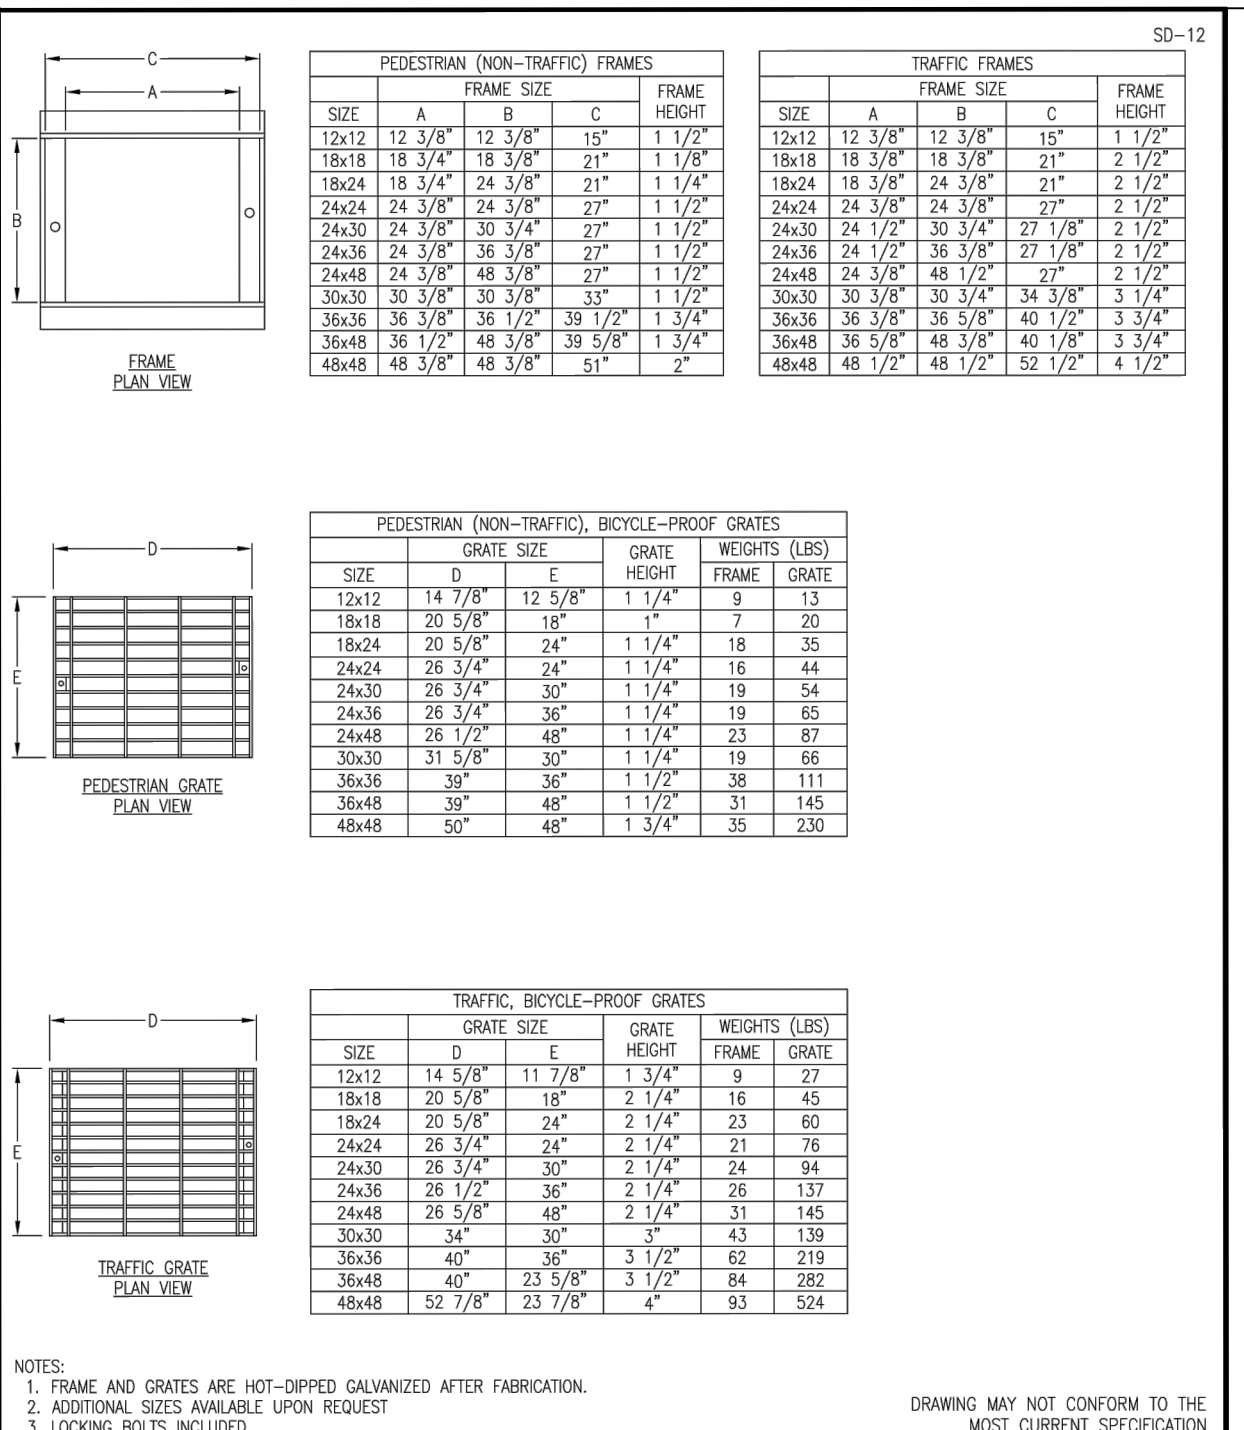 SD-12
C
A
B
FRAME
PLAN VIEW
PEDESTRIAN (NON-TRAFFIC) FRAMES
FRAME SIZE FRAME
SIZE A B C HEIGHT
12x12 12 3/8" 12 3/8" 15" 1 1/2"
18x18 18 3/4" 18 3/8" 21" 1 1/8"
18x24 18 3/4" 24 3/8" 21" 1 1/4"
24x24 24 3/8" 24 3/8" 27" 1 1/2"
24x30 24 3/8" 30 3/4" 27" 1 1/2"
24x36 24 3/8" 36 3/8" 27" 1 1/2"
24x48 24 3/8" 48 3/8" 27" 1 1/2"
30x30 30 3/8" 30 3/8" 33" 1 1/2"
36x36 36 3/8" 36 1/2" 39 1/2" 1 3/4"
36x48 36 1/2" 48 3/8" 39 5/8" 1 3/4"
48x48 48 3/8" 48 3/8" 51" 2"
TRAFFIC FRAMES
FRAME SIZE FRAME
SIZE A B C HEIGHT
12x12 12 3/8" 12 3/8" 15" 1 1/2"
18x18 18 3/8" 18 3/8" 21" 2 1/2"
18x24 18 3/8" 24 3/8" 21" 2 1/2"
24x24 24 3/8" 24 3/8" 27" 2 1/2"
24x30 24 1/2" 30 3/4" 27 1/8" 2 1/2"
24x36 24 1/2" 36 3/8" 27 1/8" 2 1/2"
24x48 24 3/8" 48 1/2" 27" 2 1/2"
30x30 30 3/8" 30 3/4" 34 3/8" 3 1/4"
36x36 36 3/8" 36 5/8" 40 1/2" 3 3/4"
36x48 36 5/8" 48 3/8" 40 1/8" 3 3/4"
48x48 48 1/2" 48 1/2" 52 1/2" 4 1/2"
D
E
PEDESTRIAN GRATE
PLAN VIEW
PEDESTRIAN (NON-TRAFFIC), BICYCLE-PROOF GRATES
GRATE SIZE GRATE WEIGHTS (LBS)
SIZE D E HEIGHT FRAME GRATE
12x12 14 7/8" 12 5/8" 1 1/4" 9 13
18x18 20 5/8" 18" 1" 7 20
18x24 20 5/8" 24" 1 1/4" 18 35
24x24 26 3/4" 24" 1 1/4" 16 44
24x30 26 3/4" 30" 1 1/4" 19 54
24x36 26 3/4" 36" 1 1/4" 19 65
24x48 26 1/2" 48" 1 1/4" 23 87
30x30 31 5/8" 30" 1 1/4" 19 66
36x36 39" 36" 1 1/2" 38 111
36x48 39" 48" 1 1/2" 31 145
48x48 50" 48" 1 3/4" 35 230
D
E
TRAFFIC GRATE
PLAN VIEW
TRAFFIC, BICYCLE-PROOF GRATES
GRATE SIZE GRATE WEIGHTS (LBS)
SIZE D E HEIGHT FRAME GRATE
12x12 14 5/8" 11 7/8" 1 3/4" 9 27
18x18 20 5/8" 18" 2 1/4" 16 45
18x24 20 5/8" 24" 2 1/4" 23 60
24x24 26 3/4" 24" 2 1/4" 21 76
24x30 26 3/4" 30" 2 1/4" 24 94
24x36 26 1/2" 36" 2 1/4" 26 137
24x48 26 5/8" 48" 2 1/4" 31 145
30x30 34" 30" 3" 43 139
36x36 40" 36" 3 1/2" 62 219
36x48 40" 23 5/8" 3 1/2" 84 282
48x48 52 7/8" 23 7/8" 4" 93 524
NOTES:
1. FRAME AND GRATES ARE HOT-DIPPED GALVANIZED AFTER FABRICATION.
2. ADDITIONAL SIZES AVAILABLE UPON REQUEST
3. LOCKING BOLTS INCLUDED
DRAWING MAY NOT CONFORM TO THE
MOST CURRENT SPECIFICATION